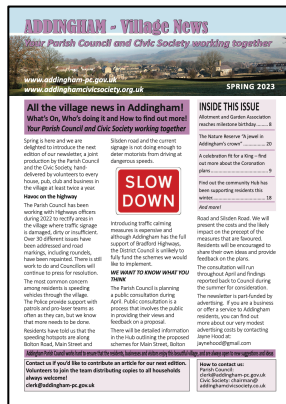 ADDINGHAM - Village News
Your Parish Council and Civic Society working together
www.addingham-pc.gov.uk
www.addinghamcivicsociety.org.uk
SPRING 2023
All the village news in Addingham!
What's On, Who's doing it and How to find out more!
Your Parish Council and Civic Society working together
Spring is here and we are
delighted to introduce the next
edition of our newsletter, a joint
production by the Parish Council
and the Civic Society, hand
delivered by volunteers to every
house, pub, club and business in
the village at least twice a year.
Havoc on the highway
The Parish Council has been
working with Highways officers
during 2022 to rectify areas in
the village where traffic signage
is damaged, dirty or insufficient.
Over 30 different issues have
been addressed and road
markings, including roundels,
have been repainted. There is still
work to do and Councillors will
continue to press for resolution.
The most common concern
among residents is speeding
vehicles through the village.
The Police provide support with
patrols and pro-laser teams as
often as they can, but we know
that more needs to be done.
Residents have told us that the
speeding hotspots are along
Bolton Road, Main Street and
Silsden road and the current
signage is not doing enough to
deter motorists from driving at
dangerous speeds.
SLOW
DOWN
Introducing traffic calming
measures is expensive and
although Addingham has the full
support of Bradford Highways,
the District Council is unlikely to
fully fund the schemes we would
like to implement.
WE WANT TO KNOW WHAT YOU
THINK
The Parish Council is planning
a public consultation during
April. Public consultation is a
process that involves the public
in providing their views and
feedback on a proposal.
There will be detailed information
in the Hub outlining the proposed
schemes for Main Street, Bolton
INSIDE THIS ISSUE
Allotment and Garden Association
reaches milestone birthday ......... 8
The Nature Reserve "A jewel in
Addingham's crown" ................ 20
A celebration fit for a King – find
out more about the Coronation
plans ................ 9
Find out the community Hub has
been supporting residents this
winter. ................ 18
And more!
Road and Silsden Road. We will
present the costs and the likely
impact on the precept of the
measures that are favoured.
Residents will be encouraged to
share their own ideas and provide
feedback on the plans.
The consultation will run
throughout April and findings
reported back to Council during
the summer for consideration.
The newsletter is part-funded by
advertising. If you are a business
or offer a service to Addingham
residents, you can find out
more about our very modest
advertising costs by contacting
Jayne Hood at:
jaynehood@gmail.com
Addingham Parish Council works hard to ensure that the residents, businesses and visitors enjoy this beautiful village, and are always open to new suggestions and ideas
Contact us if you'd like to contribute an article for our next edition.
Volunteers to join the team distributing copies to all households
always welcome!
clerk@addingham-pc.gov.uk
How to contact us:
Parish Council:
clerk@addingham-pc.gov.uk
Civic Society: chairman@
addinghamcivicsociety.co.uk